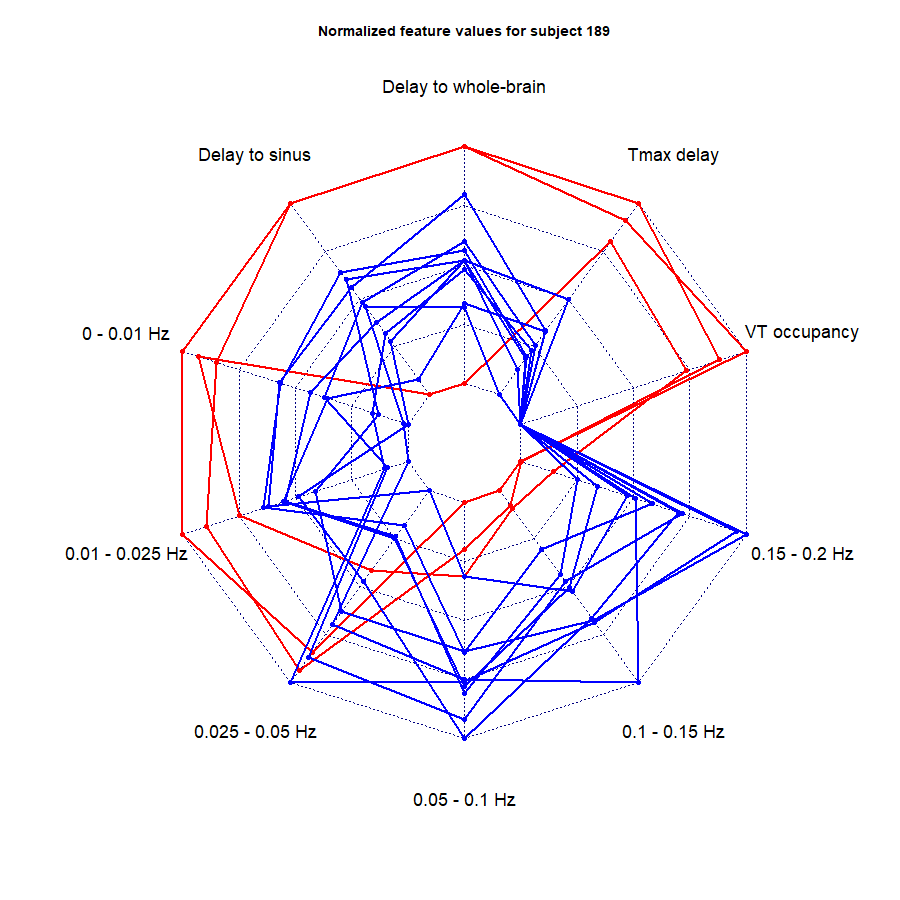 Normalized feature values for subject 189
Delay to whole-brain
Delay to sinus
Tmax delay
0 - 0.01 Hz
VT occupancy
0.01 - 0.025 Hz
0.15 - 0.2 Hz
0.025 - 0.05 Hz
0.1 - 0.15 Hz
0.05 - 0.1 Hz